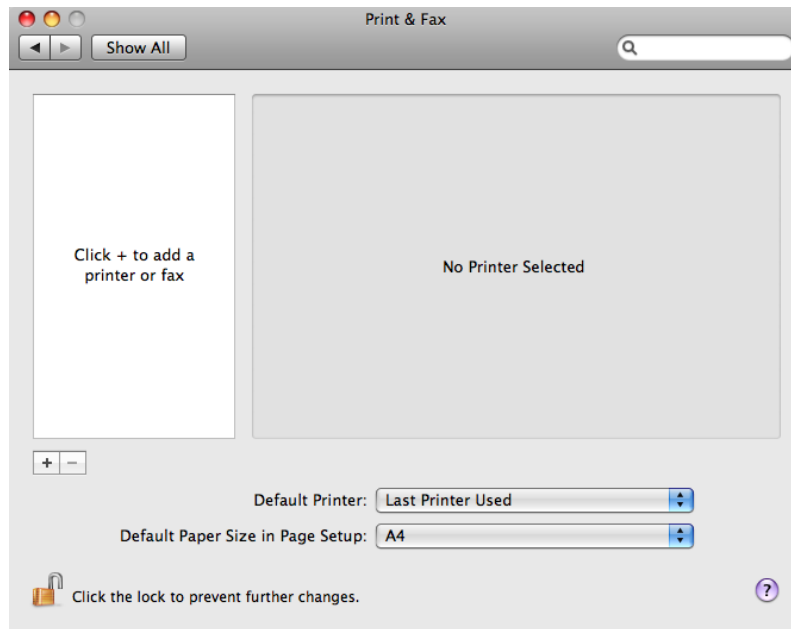 Print & Fax
Show All
Click + to add a
printer or fax
No Printer Selected
+ −
Default Printer: Last Printer Used
Default Paper Size in Page Setup: A4
Click the lock to prevent further changes.
?